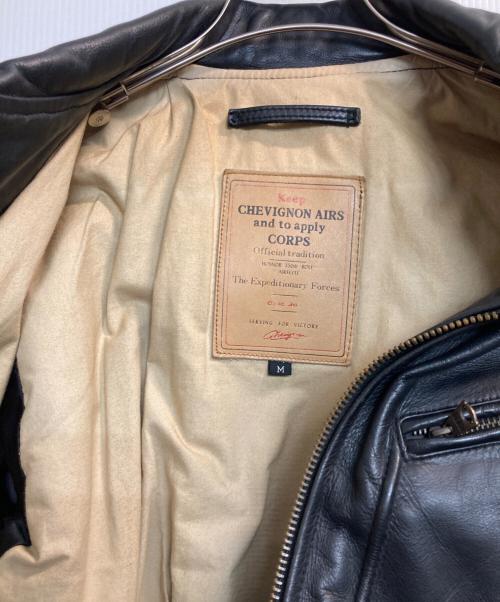 Keep
CHEVIGNON AIRS
and to apply
CORPS
Official tradition
The Expeditionary Forces
SERVING FOR VICTORY
M